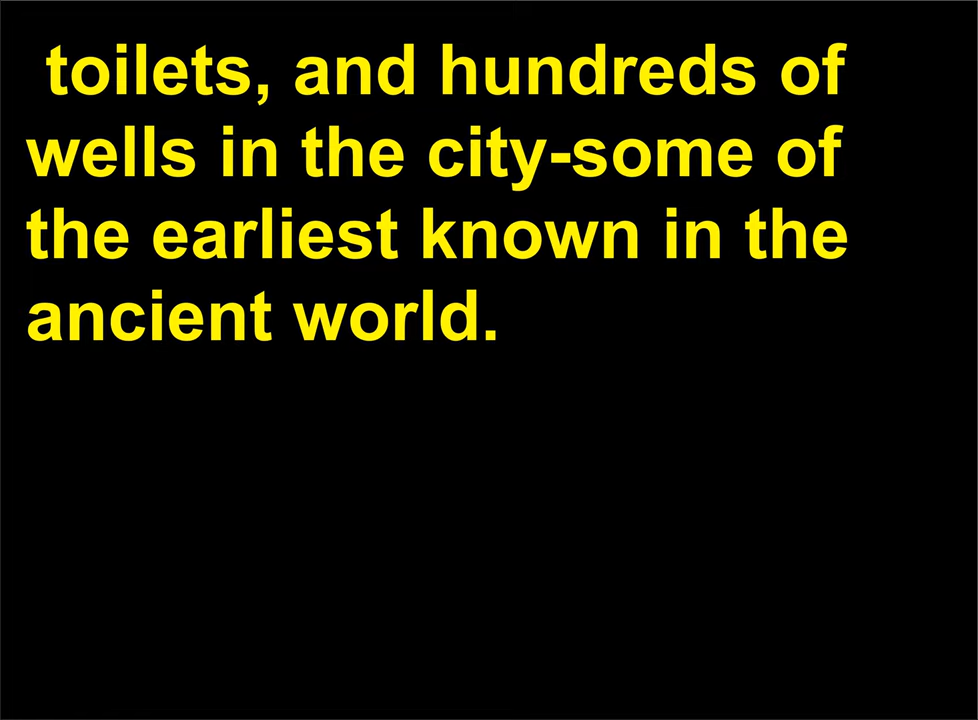 toilets, and hundreds of
wells in the city-some of
the earliest known in the
ancient world.